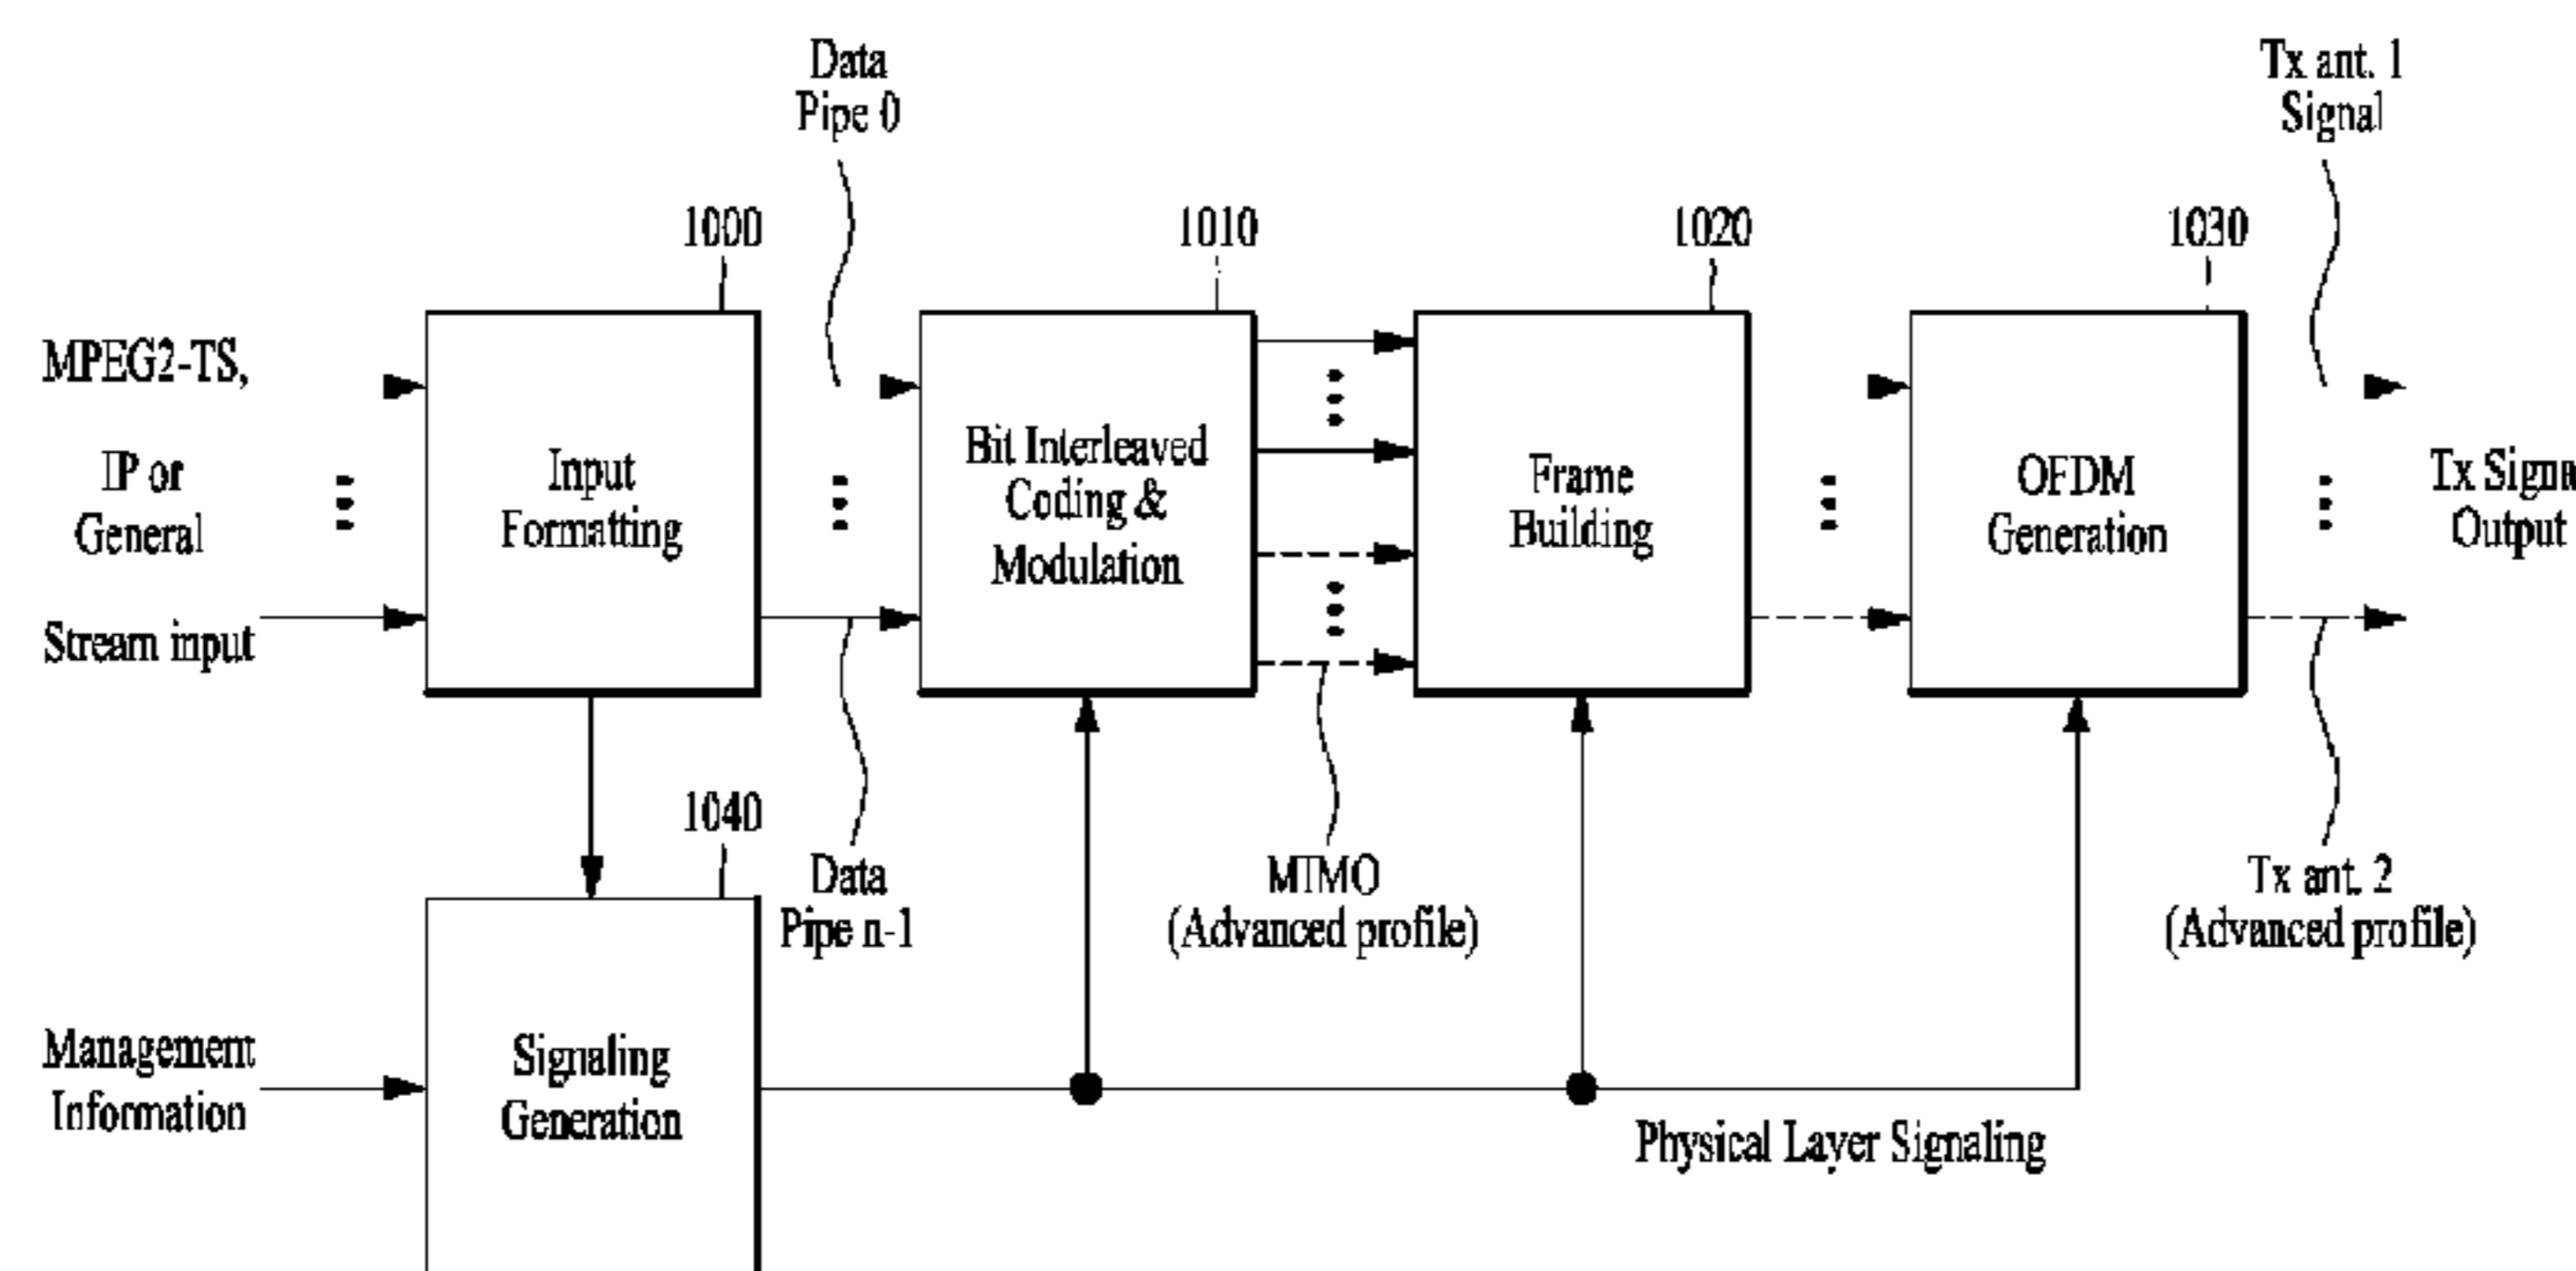 Data
Pipe 0
Tx ant. 1
Signal
1000
1010
1020
1030
MPEG2-TS,
IP or
General
Stream input
Input
Formatting
Bit Interleaved
Coding &
Modulation
Frame
Building
OFDM
Generation
Tx Signa
Output
1040
Data
Pipe n-1
MIMO
(Advanced profile)
Tx ant. 2
(Advanced profile)
Management
Information
Signaling
Generation
Physical Layer Signaling